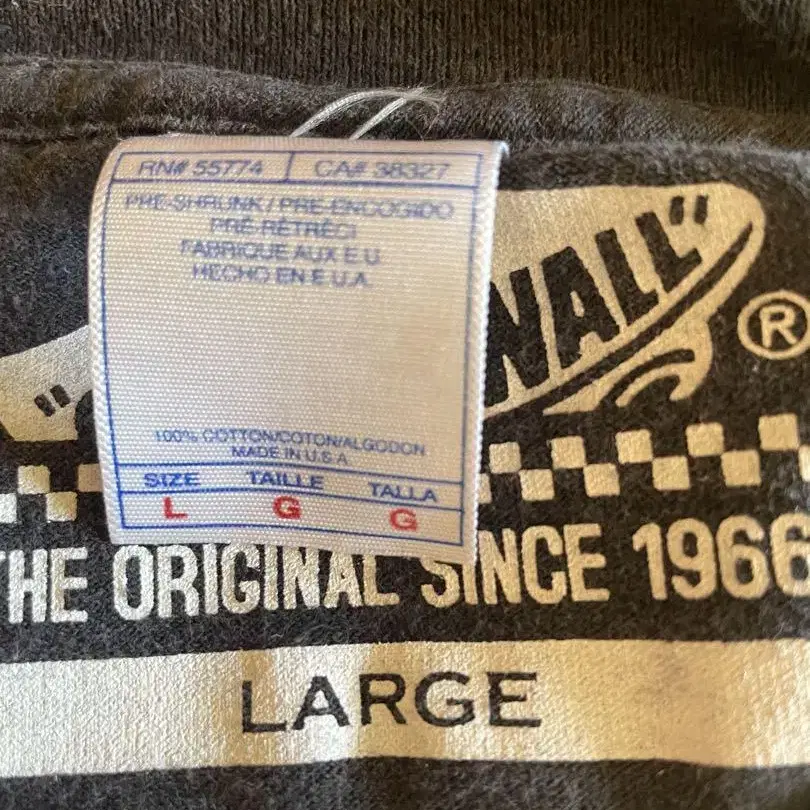 RN# 55774 CA# 38327
PRE-SHRUNK / PRE-ENCOGIDO
PRÉ-RÉTRÉCI
FABRIQUE AUX E.U.
HECHO EN E.U.A.
100% COTTON/COTON/ALGODON
MADE IN U.S.A.
SIZE TAILLE TALLA
L G G
WALL" ®
THE ORIGINAL SINCE 1966
LARGE